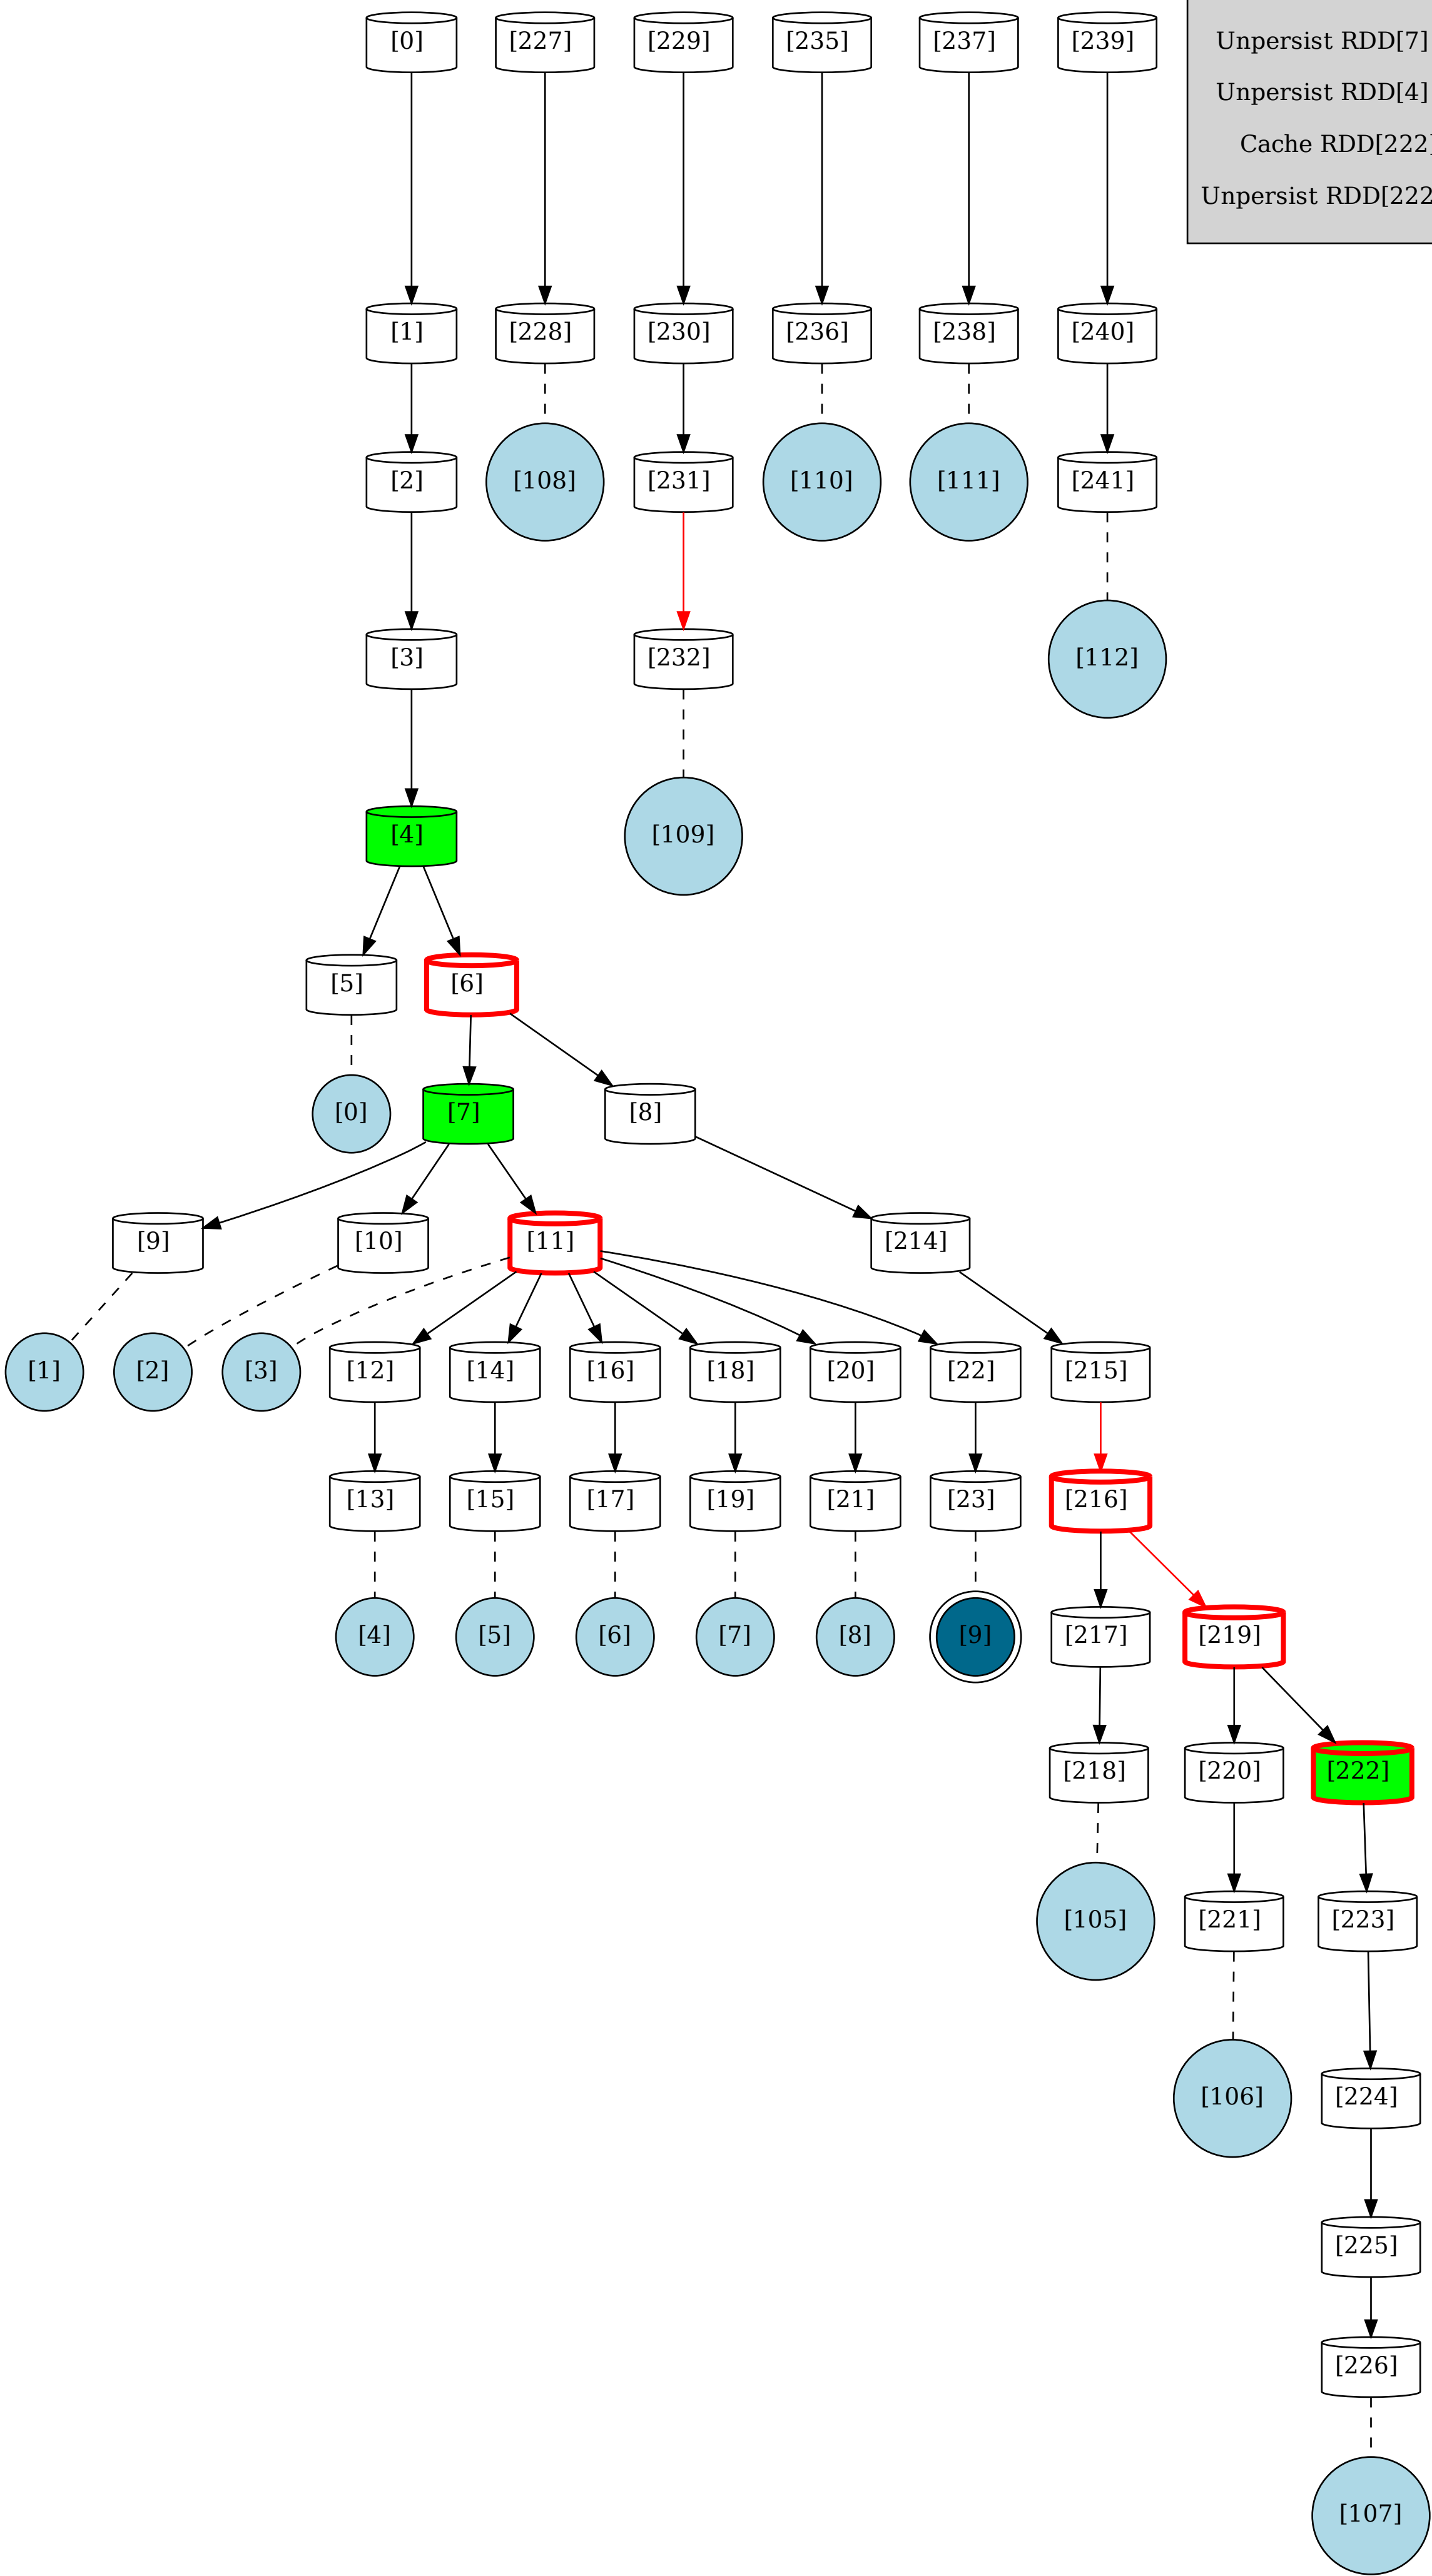 [0] [227] [229] [235] [237] [239]
Unpersist RDD[7]
Unpersist RDD[4]
Cache RDD[222]
Unpersist RDD[222
[1] [228] [230] [236] [238] [240]
[2] [108] [231] [110] [111] [241]
[3] [232] [112]
[4] [109]
[5] [6]
[0] [7] [8]
[9] [10] [11] [214]
[1] [2] [3] [12] [14] [16] [18] [20] [22] [215]
[13] [15] [17] [19] [21] [23] [216]
[4] [5] [6] [7] [8] [9] [217] [219]
[218] [220] [222]
[105] [221] [223]
[106] [224]
[225]
[226]
[107]